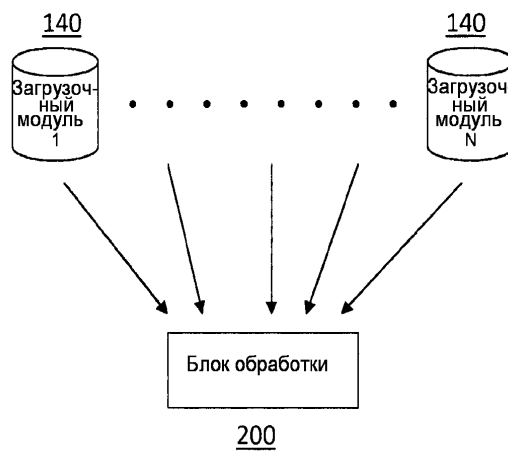 140
140
Загрузоч-
ный
модуль
1
Загрузоч-
ный
модуль
N
Блок обработки
200